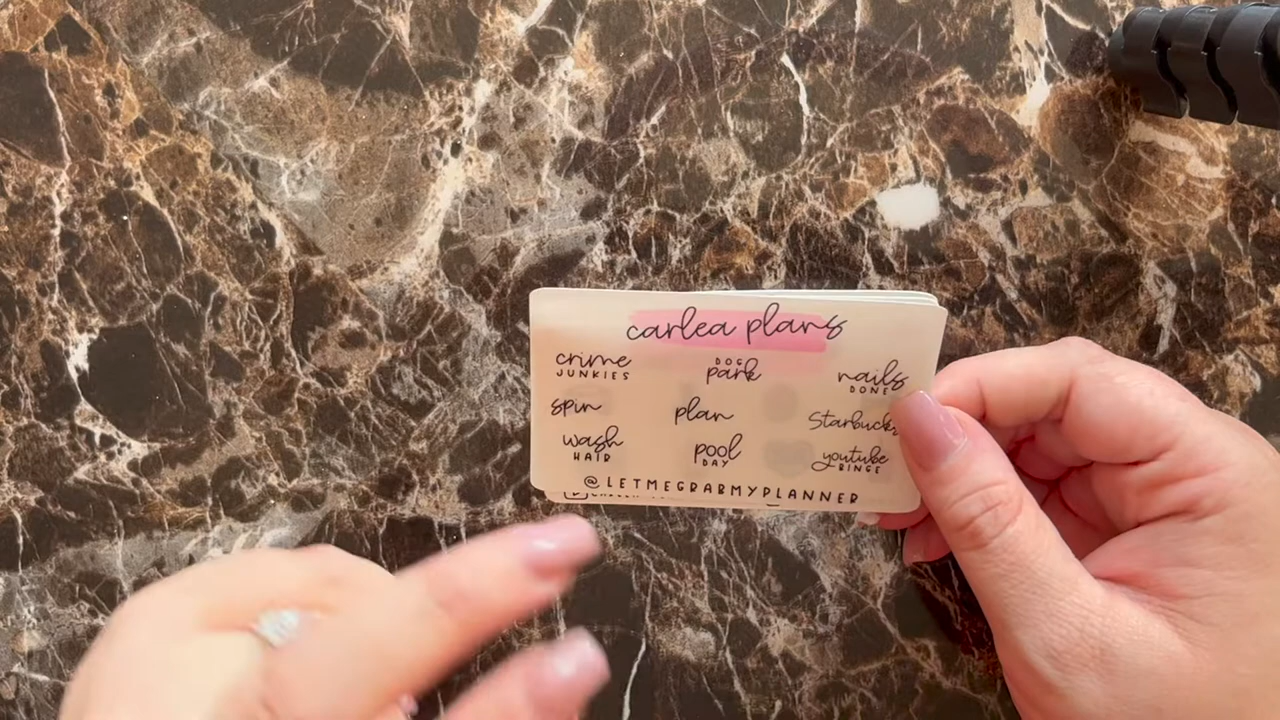 carlea plans
crime
JUNKIES
DOG
park
nails
DONE
spin
plan
Starbucks
wash
HAIR
pool
DAY
youtube
BINGE
@LETMEGRABMYPLANNER